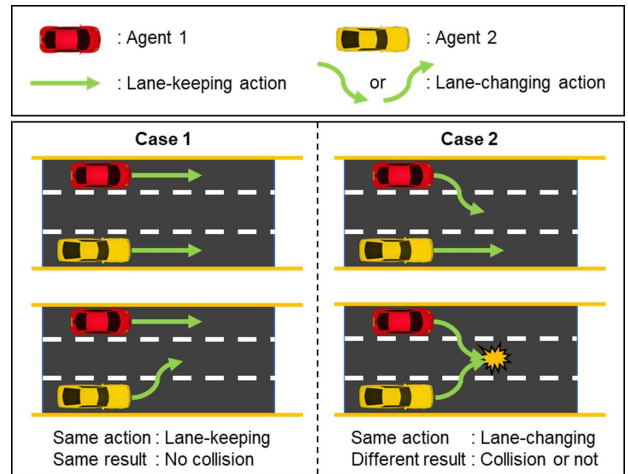 : Agent 1
: Agent 2
: Lane-keeping action
or : Lane-changing action
Case 1
Case 2
Same action : Lane-keeping
Same result : No collision
Same action : Lane-changing
Different result : Collision or not